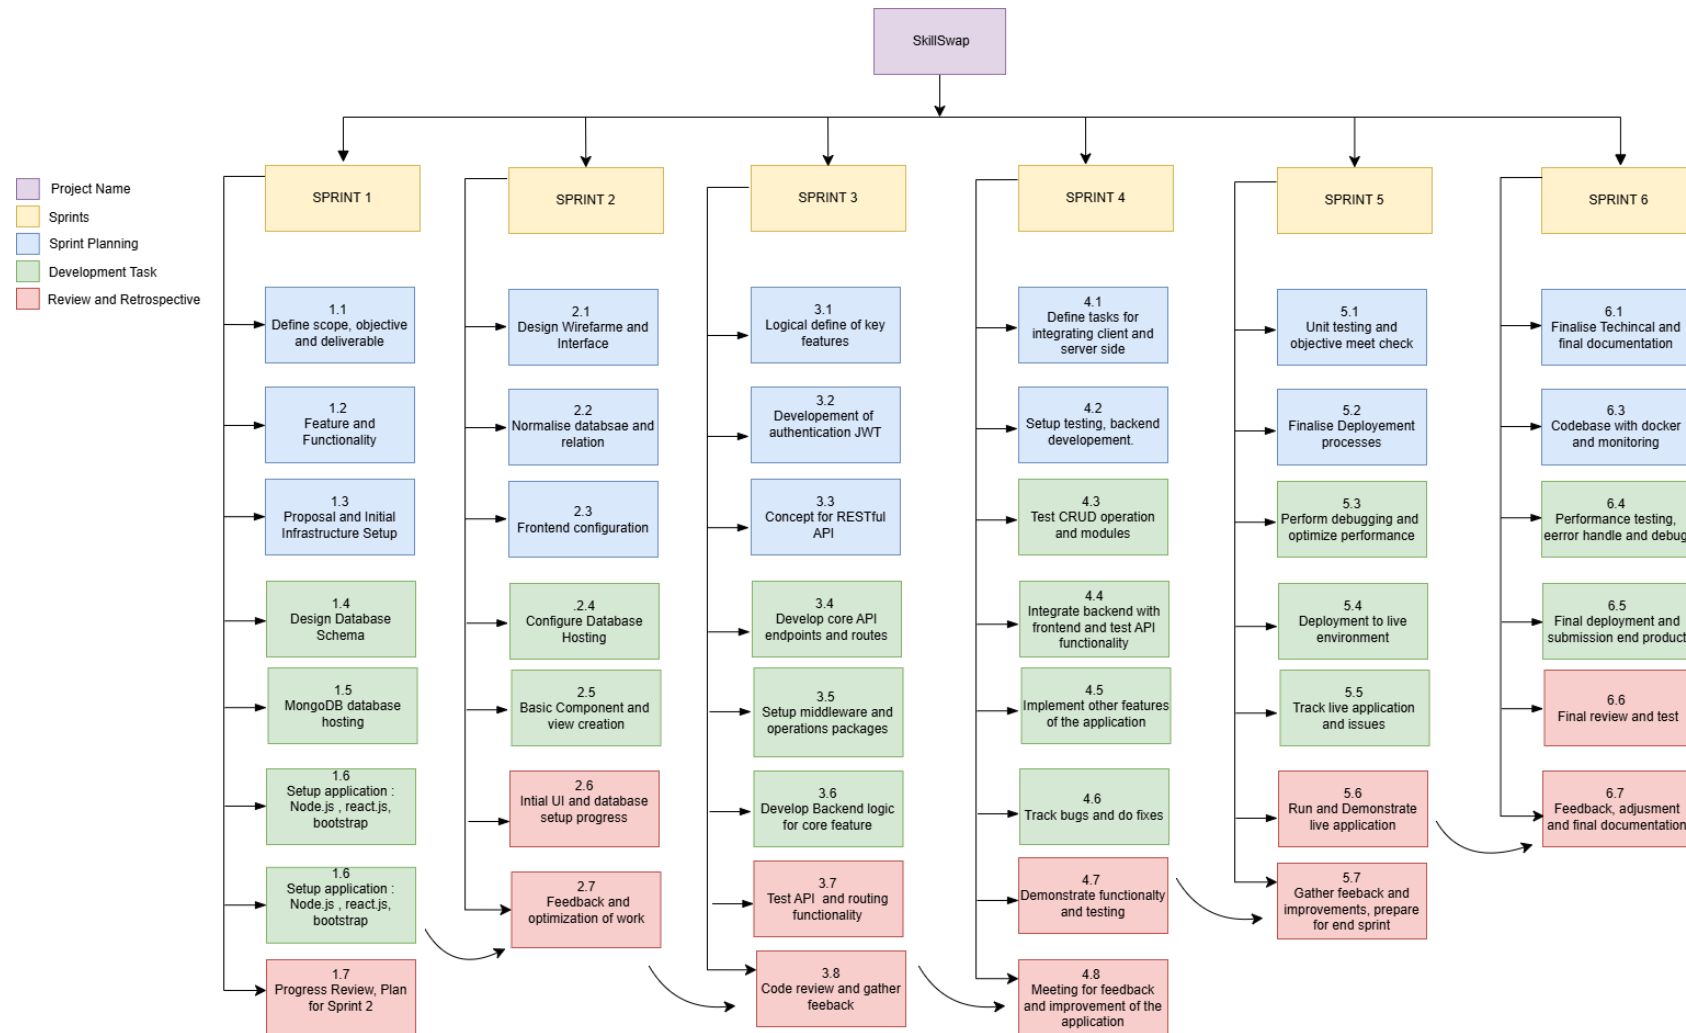 SkillSwap
Project Name
Sprints
Sprint Planning
Development Task
Review and Retrospective
SPRINT 1
1.1
Define scope, objective
and deliverable
1.2
Feature and
Functionality
1.3
Proposal and Initial
Infrastructure Setup
1.4
Design Database
Schema
1.5
MongoDB database
hosting
1.6
Setup application :
Node.js , react.js,
bootstrap
1.6
Setup application :
Node.js , react.js,
bootstrap
1.7
Progress Review, Plan
for Sprint 2
SPRINT 2
2.1
Design Wirefarme and
Interface
2.2
Normalise databsae and
relation
2.3
Frontend configuration
.2.4
Configure Database
Hosting
2.5
Basic Component and
view creation
2.6
Intial UI and database
setup progress
2.7
Feedback and
optimization of work
SPRINT 3
3.1
Logical define of key
features
3.2
Developement of
authentication JWT
3.3
Concept for RESTful
API
3.4
Develop core API
endpoints and routes
3.5
Setup middleware and
operations packages
3.6
Develop Backend logic
for core feature
3.7
Test API and routing
functionality
3.8
Code review and gather
feeback
SPRINT 4
4.1
Define tasks for
integrating client and
server side
4.2
Setup testing, backend
developement.
4.3
Test CRUD operation
and modules
4.4
Integrate backend with
frontend and test API
functionality
4.5
Implement other features
of the application
4.6
Track bugs and do fixes
4.7
Demonstrate functionalty
and testing
4.8
Meeting for feedback
and improvement of the
application
SPRINT 5
5.1
Unit testing and
objective meet check
5.2
Finalise Deployement
processes
5.3
Perform debugging and
optimize performance
5.4
Deployment to live
environment
5.5
Track live application
and issues
5.6
Run and Demonstrate
live application
5.7
Gather feeback and
improvements, prepare
for end sprint
SPRINT 6
6.1
Finalise Techincal and
final documentation
6.3
Codebase with docker
and monitoring
6.4
Performance testing,
eerror handle and debug
6.5
Final deployment and
submission end product
6.6
Final review and test
6.7
Feedback, adjusment
and final documentation